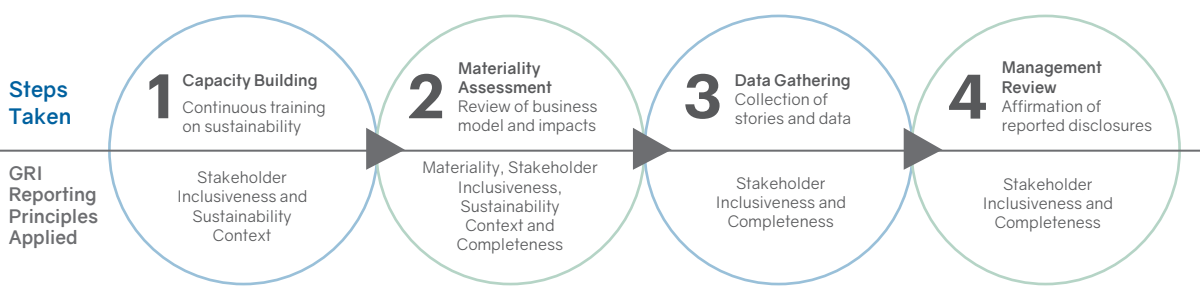 Steps
Taken
1
Capacity Building
Continuous training
on sustainability
2
Materiality
Assessment
Review of business
model and impacts
3
Data Gathering
Collection of
stories and data
4
Management
Review
Affirmation of
reported disclosures
GRI
Reporting
Principles
Applied
Stakeholder
Inclusiveness and
Sustainability
Context
Materiality, Stakeholder
Inclusiveness,
Sustainability
Context and
Completeness
Stakeholder
Inclusiveness and
Completeness
Stakeholder
Inclusiveness and
Completeness